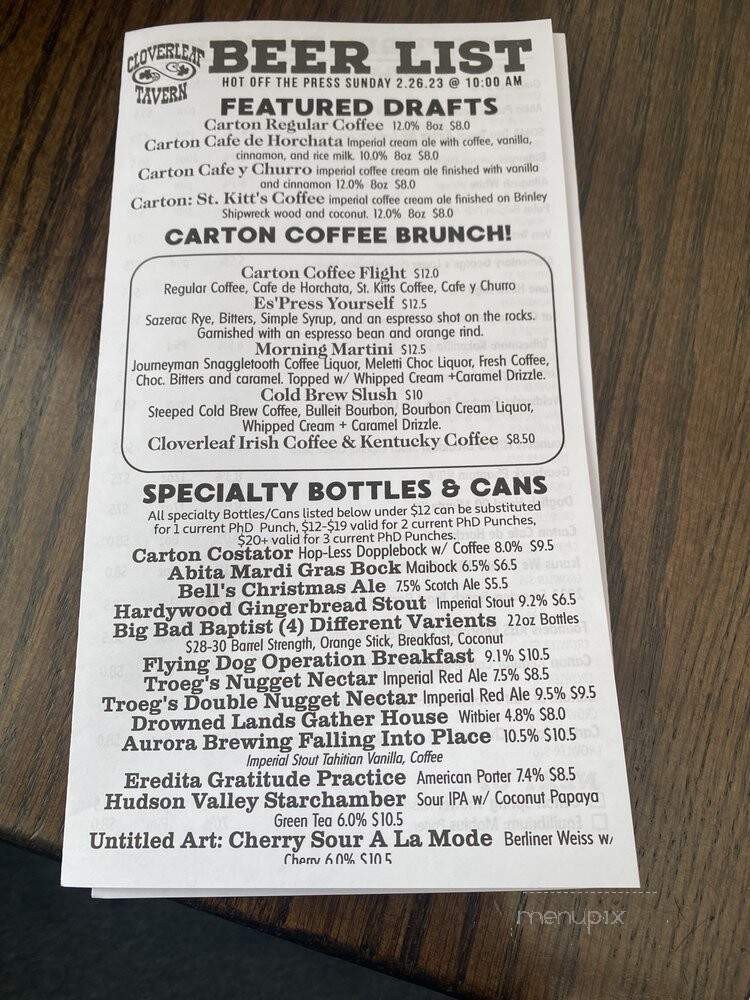 CLOVERLEAF TAVERN
BEER LIST
HOT OFF THE PRESS SUNDAY 2.26.23 @ 10:00 AM
FEATURED DRAFTS
Carton Regular Coffee 12.0% 8oz $8.0
Carton Cafe de Horchata Imperial cream ale with coffee, vanilla,
cinnamon, and rice milk. 10.0% 8oz $8.0
Carton Cafe y Churro imperial coffee cream ale finished with vanilla
and cinnamon 12.0% 8oz $8.0
Carton: St. Kitt's Coffee imperial coffee cream ale finished on Brinley
Shipwreck wood and coconut. 12.0% 8oz $8.0
CARTON COFFEE BRUNCH!
Carton Coffee Flight $12.0
Regular Coffee, Cafe de Horchata, St. Kitts Coffee, Cafe y Churro
Es'Press Yourself $12.5
Sazerac Rye, Bitters, Simple Syrup, and an espresso shot on the rocks.
Garnished with an espresso bean and orange rind.
Morning Martini $12.5
Journeyman Snaggletooth Coffee Liquor, Meletti Choc Liquor, Fresh Coffee,
Choc. Bitters and caramel. Topped w/ Whipped Cream +Caramel Drizzle.
Cold Brew Slush $10
Steeped Cold Brew Coffee, Bulleit Bourbon, Bourbon Cream Liquor,
Whipped Cream + Caramel Drizzle.
Cloverleaf Irish Coffee & Kentucky Coffee $8.50
SPECIALTY BOTTLES & CANS
All specialty Bottles/Cans listed below under $12 can be substituted
for 1 current PhD Punch, $12-$19 valid for 2 current PhD Punches,
$20+ valid for 3 current PhD Punches.
Carton Costator Hop-Less Dopplebock w/ Coffee 8.0% $9.5
Abita Mardi Gras Bock Maibock 6.5% $6.5
Bell's Christmas Ale 7.5% Scotch Ale $5.5
Hardywood Gingerbread Stout Imperial Stout 9.2% $6.5
Big Bad Baptist (4) Different Varients 22oz Bottles
$28-30 Barrel Strength, Orange Stick, Breakfast, Coconut
Flying Dog Operation Breakfast 9.1% $10.5
Troeg's Nugget Nectar Imperial Red Ale 7.5% $8.5
Troeg's Double Nugget Nectar Imperial Red Ale 9.5% $9.5
Drowned Lands Gather House Witbier 4.8% $8.0
Aurora Brewing Falling Into Place 10.5% $10.5
Imperial Stout Tahitian Vanilla, Coffee
Eredita Gratitude Practice American Porter 7.4% $8.5
Hudson Valley Starchamber Sour IPA w/ Coconut Papaya
Green Tea 6.0% $10.5
Untitled Art: Cherry Sour A La Mode Berliner Weiss w/
Cherry 6.0% $10.5
menupix